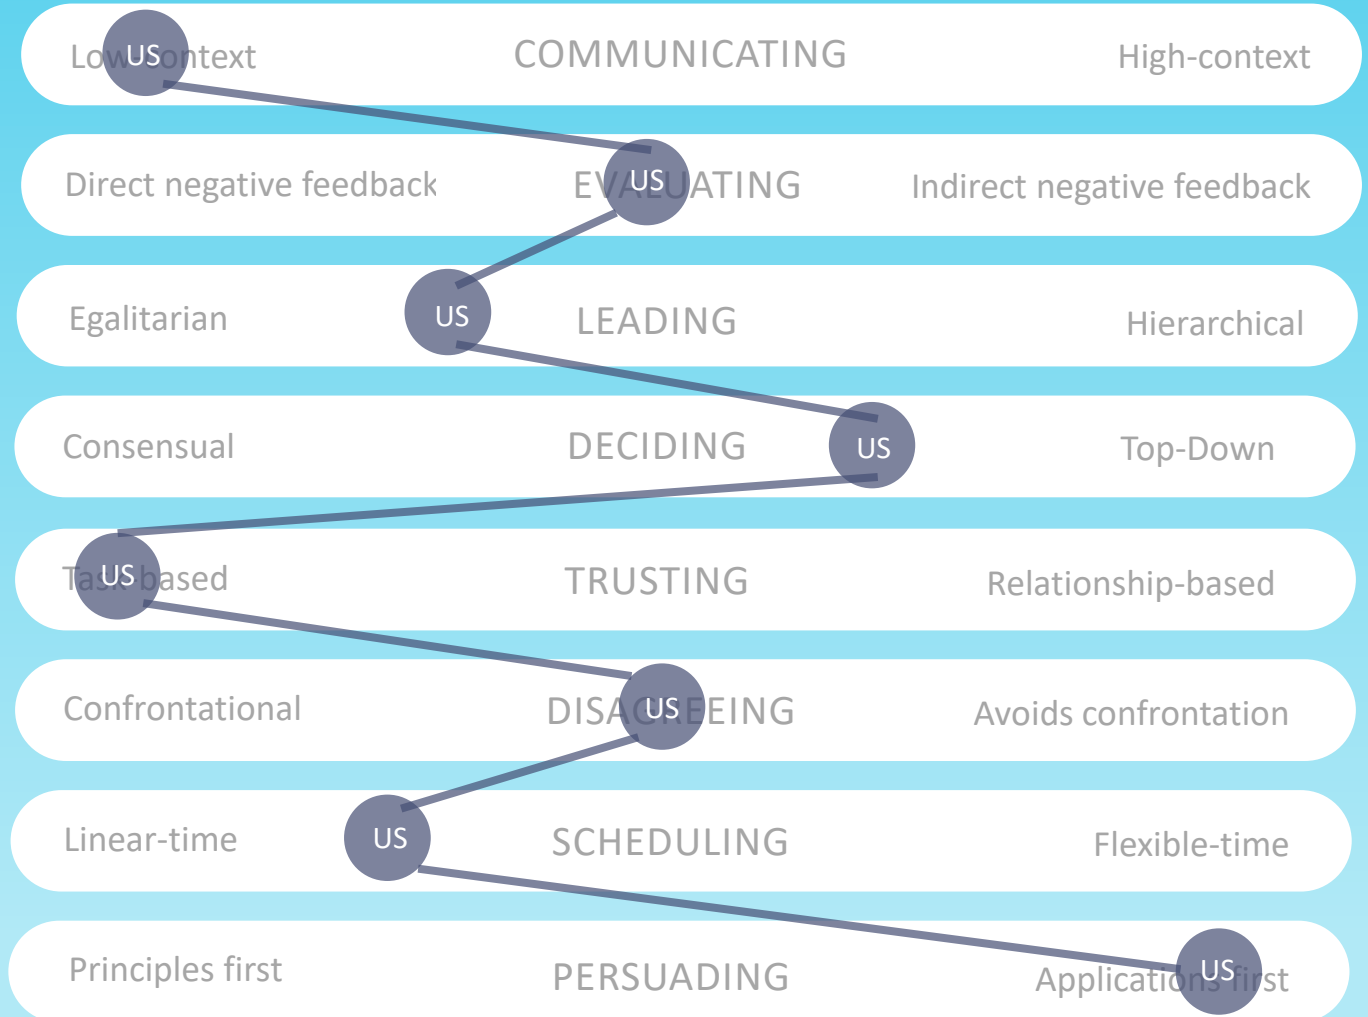 Low-context US COMMUNICATING High-context
Direct negative feedback EVALUATING US Indirect negative feedback
Egalitarian US LEADING Hierarchical
Consensual DECIDING US Top-Down
Task-based US TRUSTING Relationship-based
Confrontational DISAGREEING US Avoids confrontation
Linear-time US SCHEDULING Flexible-time
Principles first PERSUADING Applications first US